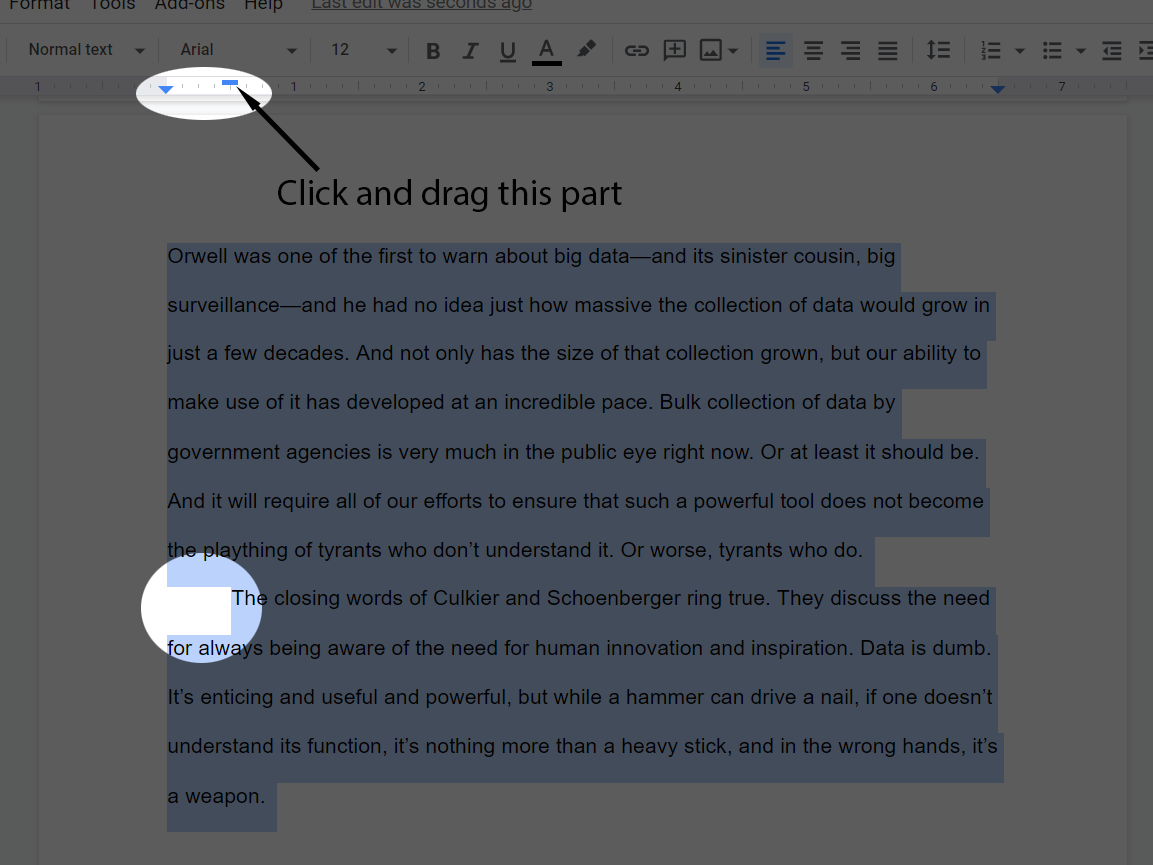 Format Tools Add-ons Help Last edit was seconds ago
Normal text Arial 12 B I U A
1 1 2 3 4 5 6 7
Click and drag this part
Orwell was one of the first to warn about big data—and its sinister cousin, big
surveillance—and he had no idea just how massive the collection of data would grow in
just a few decades. And not only has the size of that collection grown, but our ability to
make use of it has developed at an incredible pace. Bulk collection of data by
government agencies is very much in the public eye right now. Or at least it should be.
And it will require all of our efforts to ensure that such a powerful tool does not become
the plaything of tyrants who don’t understand it. Or worse, tyrants who do.
The closing words of Culkier and Schoenberger ring true. They discuss the need
for always being aware of the need for human innovation and inspiration. Data is dumb.
It’s enticing and useful and powerful, but while a hammer can drive a nail, if one doesn’t
understand its function, it’s nothing more than a heavy stick, and in the wrong hands, it’s
a weapon.